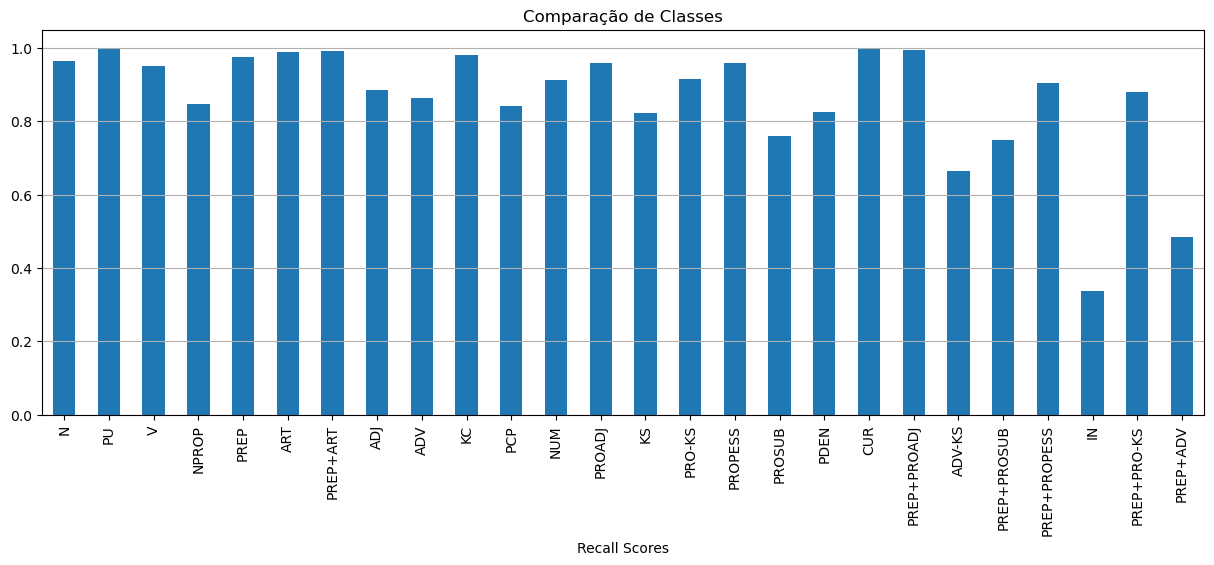 Comparação de Classes
1.0
0.8
0.6
0.4
0.2
0.0
N
PU
V
NPROP
PREP
ART
PREP+ART
ADJ
ADV
KC
PCP
NUM
PROADJ
KS
PRO-KS
PROPESS
PROSUB
PDEN
CUR
PREP+PROADJ
ADV-KS
PREP+PROSUB
PREP+PROPESS
IN
PREP+PRO-KS
PREP+ADV
Recall Scores